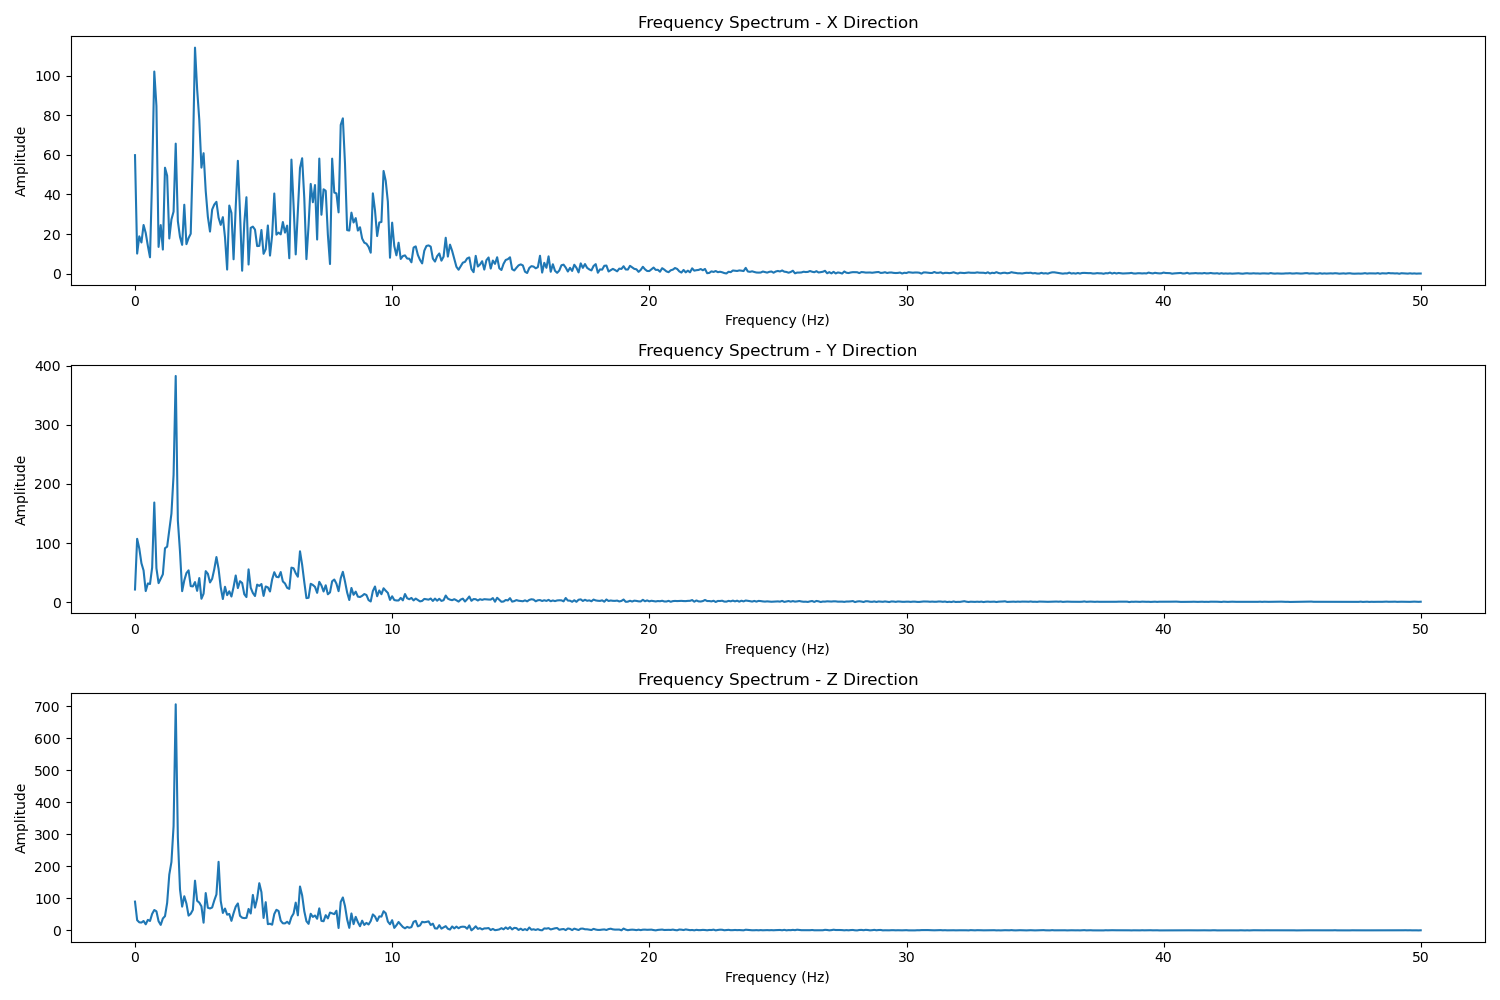 Frequency Spectrum - X Direction
100
80
60
40
20
0
Amplitude
0 10 20 30 40 50
Frequency (Hz)
Frequency Spectrum - Y Direction
400
300
200
100
0
Amplitude
0 10 20 30 40 50
Frequency (Hz)
Frequency Spectrum - Z Direction
700
600
500
400
300
200
100
0
Amplitude
0 10 20 30 40 50
Frequency (Hz)